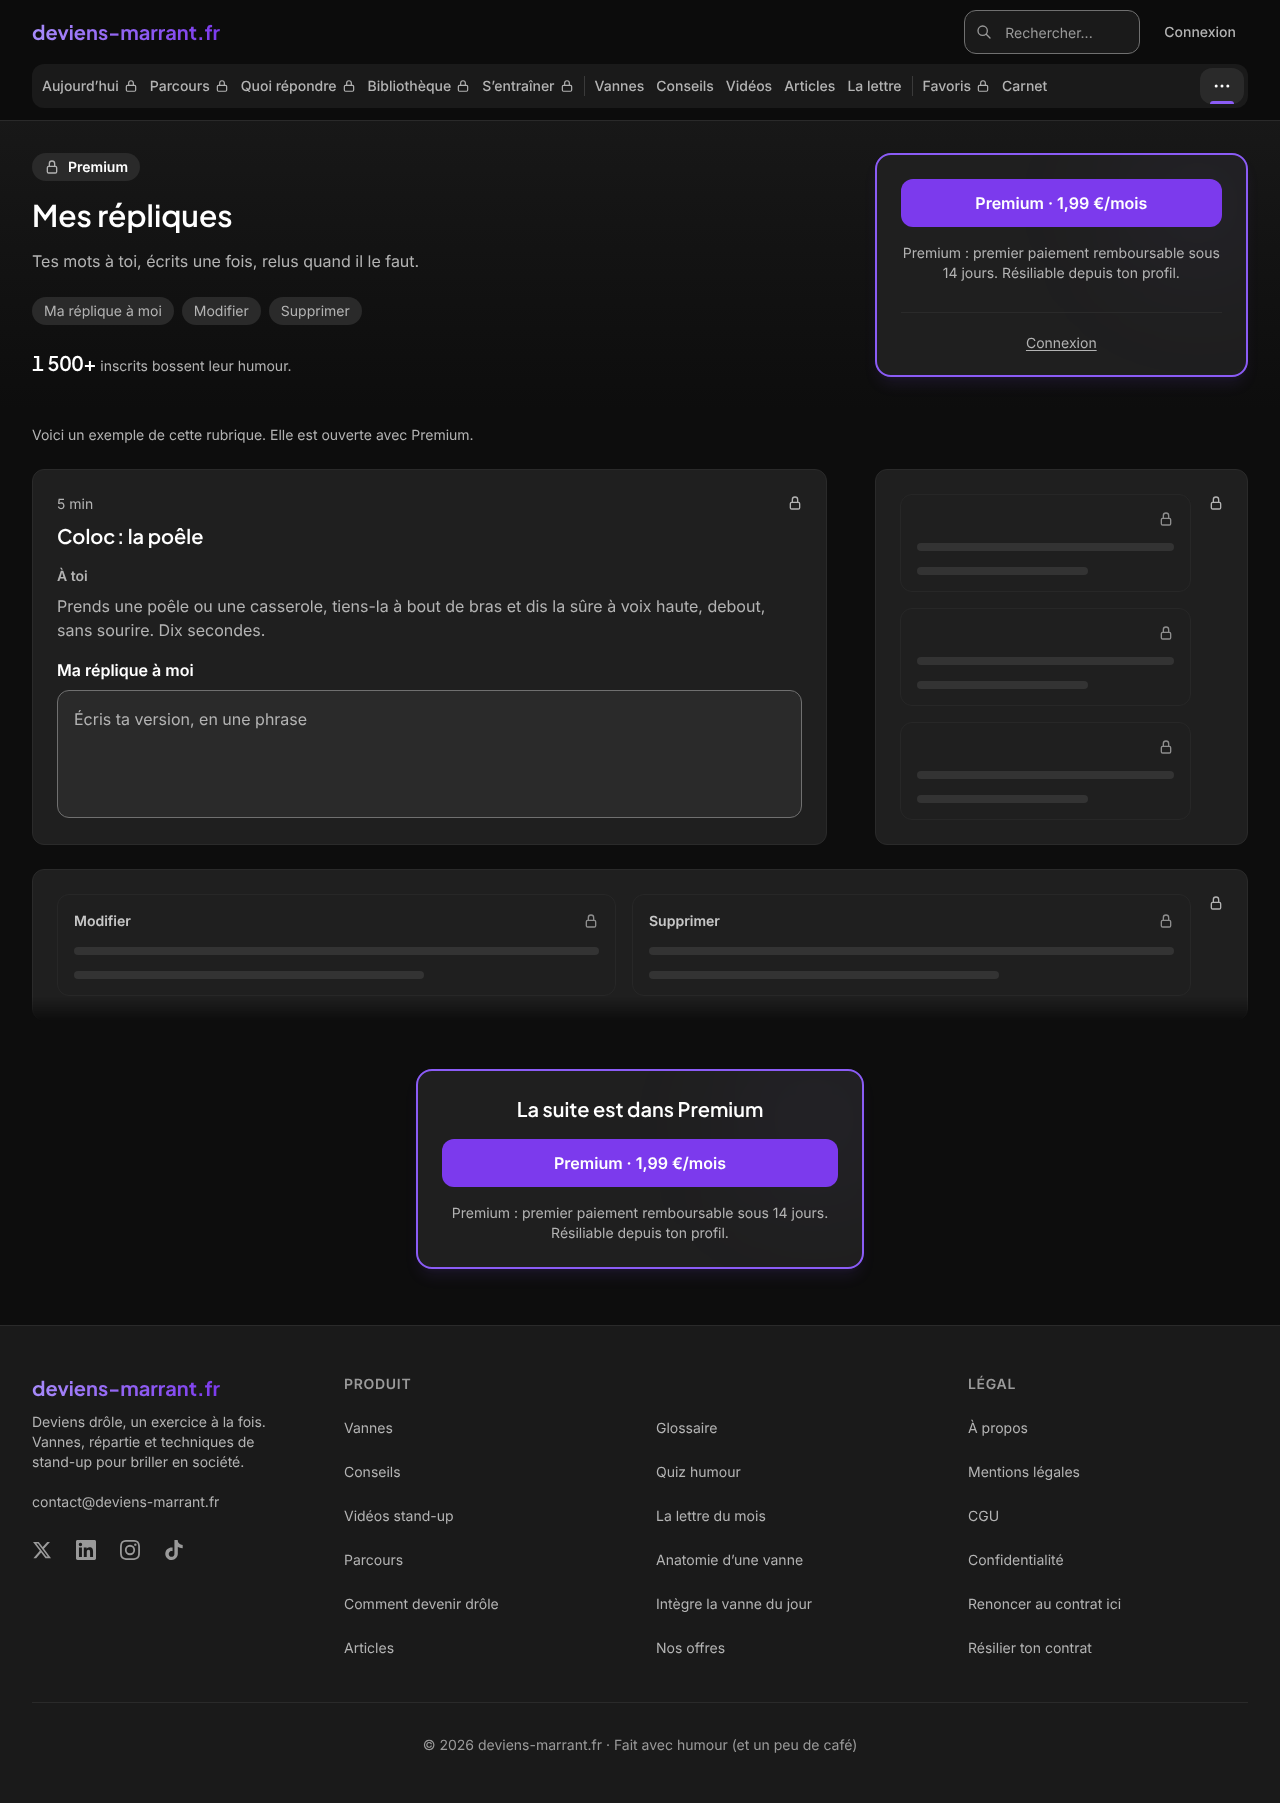 deviens-marrant.fr
Rechercher...
Connexion
Aujourd’hui
Parcours
Quoi répondre
Bibliothèque
S’entraîner
Vannes
Conseils
Vidéos
Articles
La lettre
Favoris
Carnet
Premium
Mes répliques
Tes mots à toi, écrits une fois, relus quand il le faut.
Ma réplique à moi
Modifier
Supprimer
1 500+ inscrits bossent leur humour.
Premium · 1,99 €/mois
Premium : premier paiement remboursable sous
14 jours. Résiliable depuis ton profil.
Connexion
Voici un exemple de cette rubrique. Elle est ouverte avec Premium.
5 min
Coloc : la poêle
À toi
Prends une poêle ou une casserole, tiens-la à bout de bras et dis la sûre à voix haute, debout,
sans sourire. Dix secondes.
Ma réplique à moi
Écris ta version, en une phrase
Modifier
Supprimer
La suite est dans Premium
Premium · 1,99 €/mois
Premium : premier paiement remboursable sous 14 jours.
Résiliable depuis ton profil.
deviens-marrant.fr
Deviens drôle, un exercice à la fois.
Vannes, répartie et techniques de
stand-up pour briller en société.
contact@deviens-marrant.fr
PRODUIT
Vannes
Conseils
Vidéos stand-up
Parcours
Comment devenir drôle
Articles
Glossaire
Quiz humour
La lettre du mois
Anatomie d’une vanne
Intègre la vanne du jour
Nos offres
LÉGAL
À propos
Mentions légales
CGU
Confidentialité
Renoncer au contrat ici
Résilier ton contrat
© 2026 deviens-marrant.fr · Fait avec humour (et un peu de café)